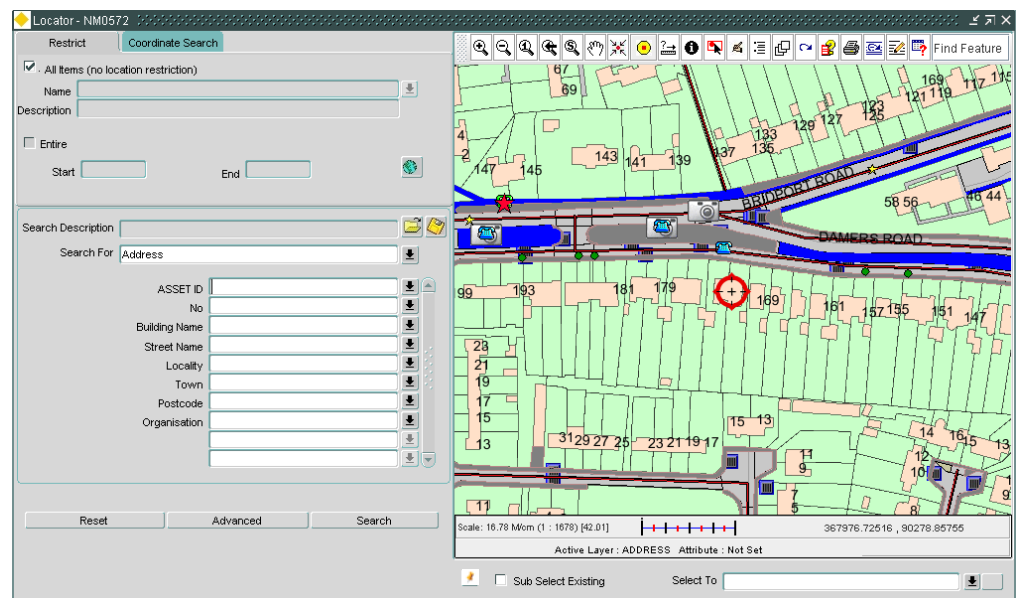 Locator - NM0572
Restrict
Coordinate Search
All Items (no location restriction)
Name
Description
Entire
Start
End
Search Description
Search For
Address
ASSET ID
No
Building Name
Street Name
Locality
Town
Postcode
Organisation
Reset
Advanced
Search
Find Feature
67
69
169
117
115
121
119
123
125
129
127
133
135
137
4
2
147
145
143
141
139
BRIDPORT ROAD
58
56
46
44
DAMERS ROAD
99
193
181
179
169
161
157
155
151
147
23
21
19
17
15
13
31
29
27
25
23
21
19
17
15
13
14
16
15
13
11
9
12
10
9
11
7
5
8
Scale: 16.78 M/cm (1 : 1678) [42.01]
367976.72516 , 90278.85755
Active Layer : ADDRESS Attribute : Not Set
Sub Select Existing
Select To